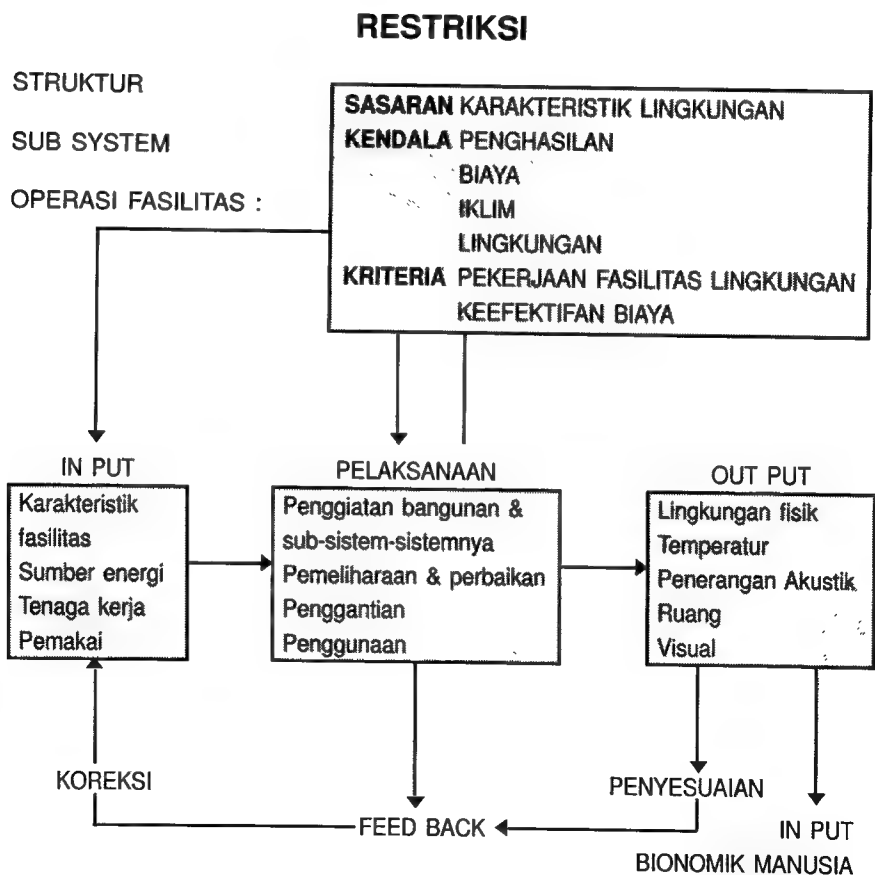 RESTRIKSI
STRUKTUR
SUB SYSTEM
OPERASI FASILITAS :
SASARAN KARAKTERISTIK LINGKUNGAN
KENDALA PENGHASILAN
BIAYA
IKLIM
LINGKUNGAN
KRITERIA PEKERJAAN FASILITAS LINGKUNGAN
KEEFEKTIFAN BIAYA
IN PUT
Karakteristik
fasilitas
Sumber energi
Tenaga kerja
Pemakai
PELAKSANAAN
Penggiatan bangunan &
sub-sistem-sistemnya
Pemeliharaan & perbaikan
Penggantian
Penggunaan
OUT PUT
Lingkungan fisik
Temperatur
Penerangan Akustik
Ruang
Visual
KOREKSI
FEED BACK
PENYESUAIAN
IN PUT
BIONOMIK MANUSIA